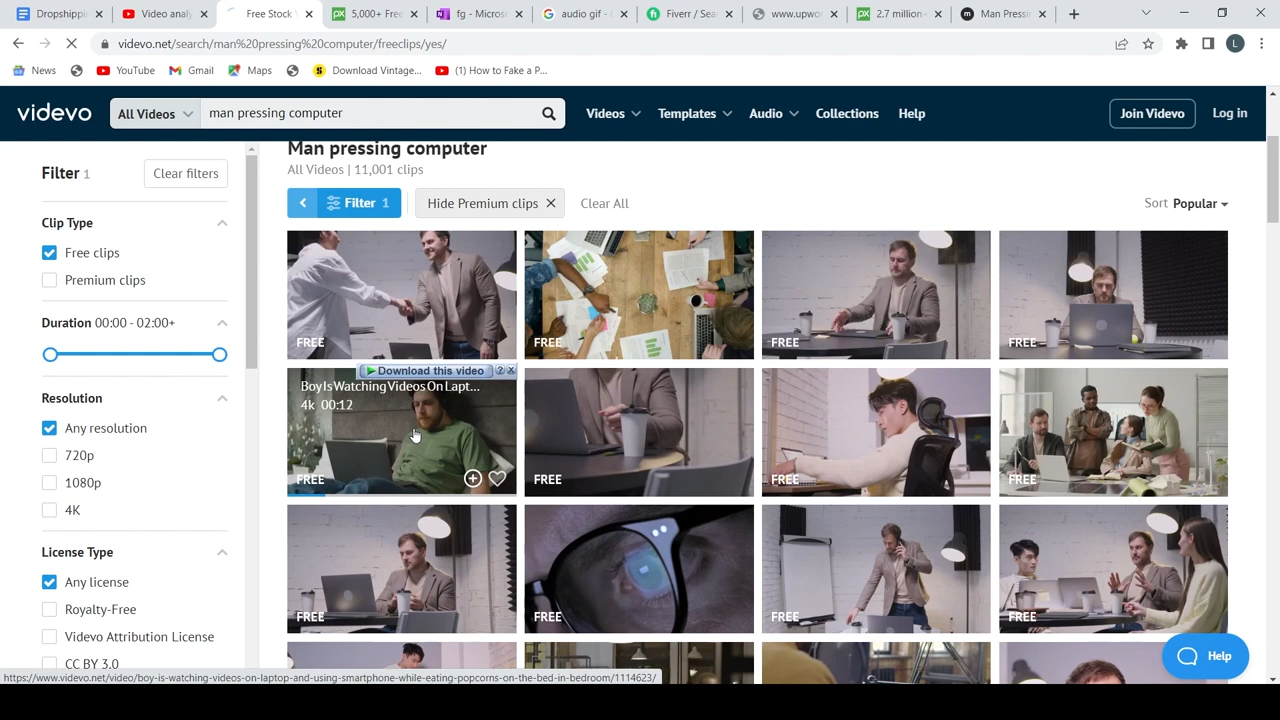 Dropshippi
Video analy
Free Stock V
5,000+ Free
fg - Micros
audio gif -
Fiverr / Sea
www.upwo
2.7 million+
Man Pressi
videvo.net/search/man%20pressing%20computer/freeclips/yes/
L
News
YouTube
Gmail
Maps
Download Vintage...
(1) How to Fake a P...
videvo
All Videos
man pressing computer
Videos
Templates
Audio
Collections
Help
Join Videvo
Log in
Filter 1
Clear filters
Clip Type
Free clips
Premium clips
Duration 00:00 - 02:00+
Resolution
Any resolution
720p
1080p
4K
License Type
Any license
Royalty-Free
Videvo Attribution License
CC BY 3.0
Man pressing computer
All Videos | 11,001 clips
Filter 1
Hide Premium clips
Clear All
Sort Popular
FREE
FREE
FREE
FREE
Download this video
Boy Is Watching Videos On Lapt...
4k 00:12
FREE
FREE
FREE
FREE
FREE
FREE
FREE
FREE
Help
https://www.videvo.net/video/boy-is-watching-videos-on-laptop-and-using-smartphone-while-eating-popcorns-on-the-bed-in-bedroom/1114623/